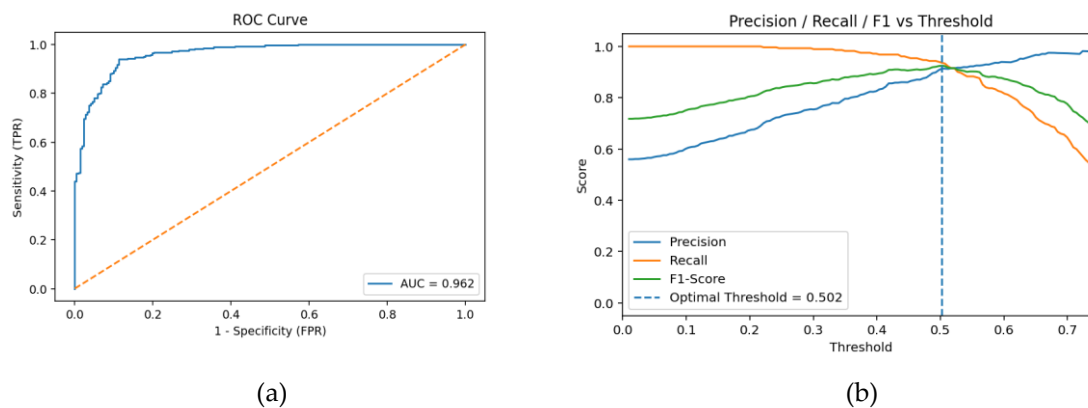 ROC Curve
1.0
0.8
0.6
0.4
0.2
0.0
Sensitivity (TPR)
AUC = 0.962
0.0 0.2 0.4 0.6 0.8 1.0
1 - Specificity (FPR)
(a)
Precision / Recall / F1 vs Threshold
1.0
0.8
0.6
0.4
0.2
0.0
Score
Precision
Recall
F1-Score
Optimal Threshold = 0.502
0.0 0.1 0.2 0.3 0.4 0.5 0.6 0.7
Threshold
(b)